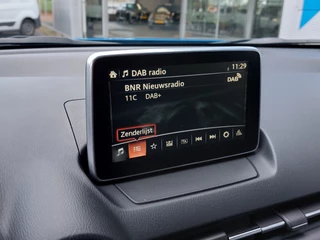 DAB radio
11:29
BNR Nieuwsradio
DAB
11C DAB+
Zenderlijst